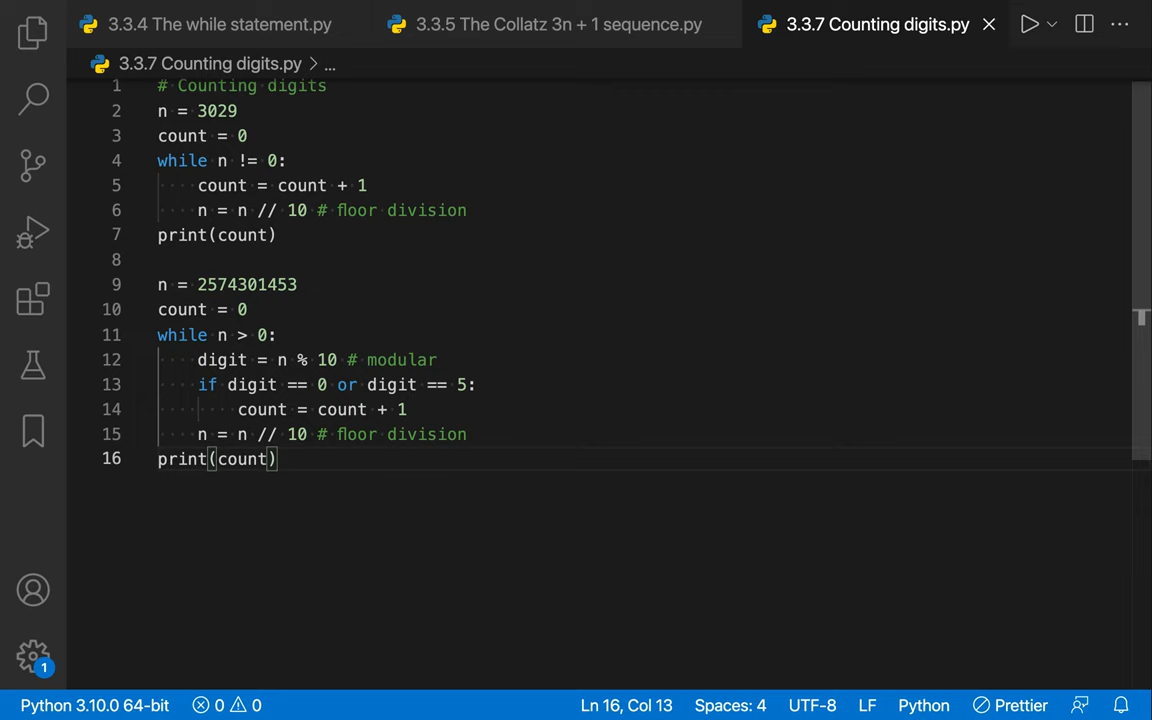 3.3.4 The while statement.py 3.3.5 The Collatz 3n + 1 sequence.py 3.3.7 Counting digits.py
3.3.7 Counting digits.py > ...
1 # Counting digits
2 n = 3029
3 count = 0
4 while n != 0:
5     count = count + 1
6     n = n // 10 # floor division
7 print(count)
8
9 n = 2574301453
10 count = 0
11 while n > 0:
12     digit = n % 10 # modular
13     if digit == 0 or digit == 5:
14         count = count + 1
15     n = n // 10 # floor division
16 print(count)
1
Python 3.10.0 64-bit 0 0 Ln 16, Col 13 Spaces: 4 UTF-8 LF Python Prettier